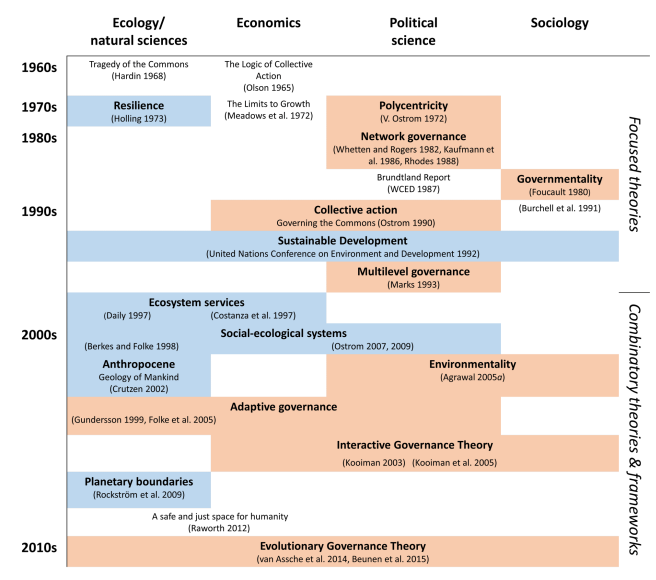 Ecology/
natural sciences
Economics
Political
science
Sociology
1960s
Tragedy of the Commons
(Hardin 1968)
The Logic of Collective
Action
(Olson 1965)
1970s
Resilience
(Holling 1973)
The Limits to Growth
(Meadows et al. 1972)
Polycentricity
(V. Ostrom 1972)
1980s
Network governance
(Whetten and Rogers 1982, Kaufmann et
al. 1986, Rhodes 1988)
Brundtland Report
(WCED 1987)
Governmentality
(Foucault 1980)
1990s
Collective action
Governing the Commons (Ostrom 1990)
(Burchell et al. 1991)
Sustainable Development
(United Nations Conference on Environment and Development 1992)
Multilevel governance
(Marks 1993)
Focused theories
Ecosystem services
(Daily 1997) (Costanza et al. 1997)
2000s
Social-ecological systems
(Berkes and Folke 1998) (Ostrom 2007, 2009)
Anthropocene
Geology of Mankind
(Crutzen 2002)
Environmentality
(Agrawal 2005a)
Adaptive governance
(Gundersson 1999, Folke et al. 2005)
Interactive Governance Theory
(Kooiman 2003) (Kooiman et al. 2005)
Planetary boundaries
(Rockström et al. 2009)
A safe and just space for humanity
(Raworth 2012)
2010s
Evolutionary Governance Theory
(van Assche et al. 2014, Beunen et al. 2015)
Combinatory theories & frameworks